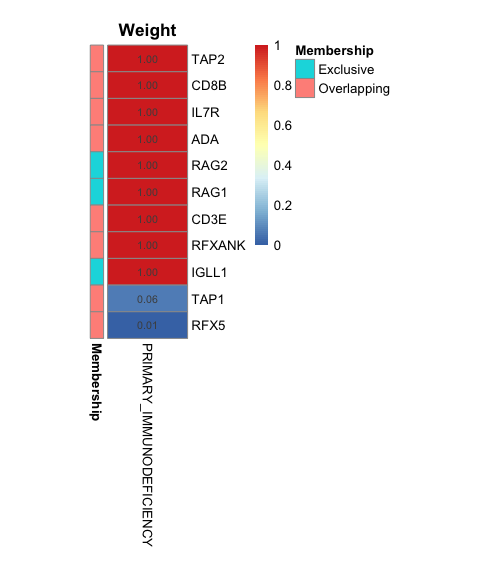 Weight
1.00 TAP2
1.00 CD8B
1.00 IL7R
1.00 ADA
1.00 RAG2
1.00 RAG1
1.00 CD3E
1.00 RFXANK
1.00 IGLL1
0.06 TAP1
0.01 RFX5
Membership
PRIMARY_IMMUNODEFICIENCY
1
0.8
0.6
0.4
0.2
0
Membership
Exclusive
Overlapping